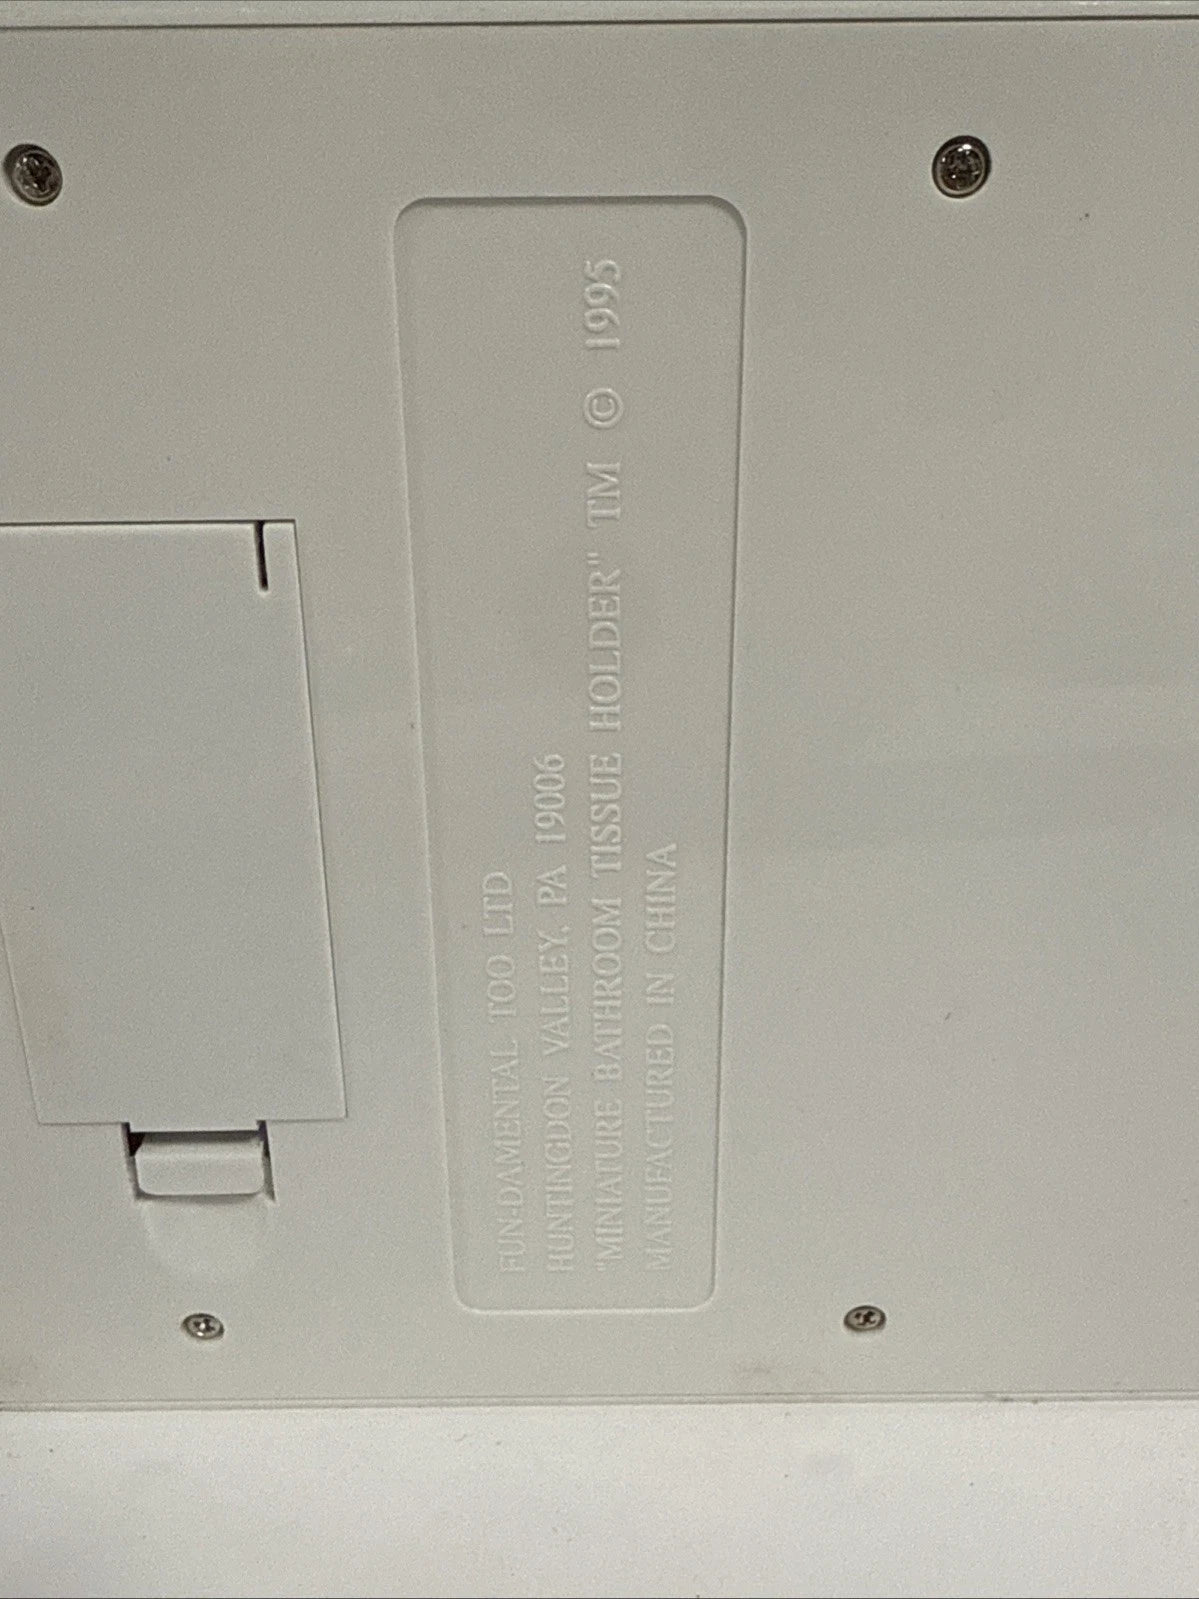 FUN-DAMENTAL TOO LTD
HUNTINGDON VALLEY, PA 19006
"MINIATURE BATHROOM TISSUE HOLDER" TM © 1995
MANUFACTURED IN CHINA